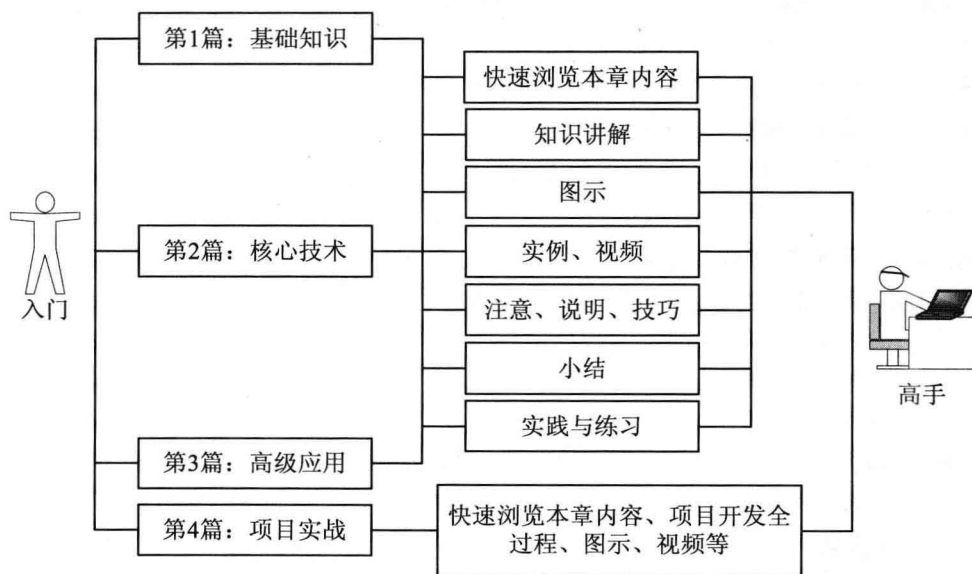 第1篇：基础知识
快速浏览本章内容
知识讲解
图示
第2篇：核心技术
实例、视频
入门
注意、说明、技巧
小结
高手
实践与练习
第3篇：高级应用
第4篇：项目实战
快速浏览本章内容、项目开发全
过程、图示、视频等